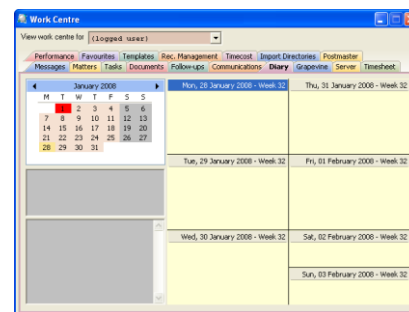 Work Centre
View work centre for (logged user)
Performance Favourites Templates Rec. Management Timecost Import Directories Postmaster
Messages Matters Tasks Documents Follow-ups Communications Diary Grapevine Server Timesheet
January 2008
M T W T F S S
1 2 3 4 5 6
7 8 9 10 11 12 13
14 15 16 17 18 19 20
21 22 23 24 25 26 27
28 29 30 31
Mon, 28 January 2008 - Week 32
Thu, 31 January 2008 - Week 32
Tue, 29 January 2008 - Week 32
Fri, 01 February 2008 - Week 32
Wed, 30 January 2008 - Week 32
Sat, 02 February 2008 - Week 32
Sun, 03 February 2008 - Week 32